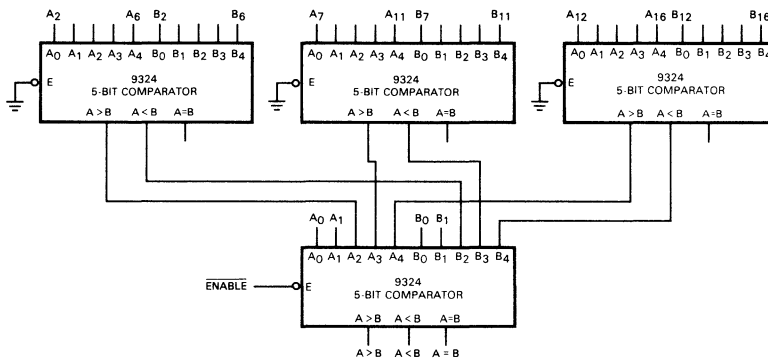 A2 A6 B2 B6
A0 A1 A2 A3 A4 B0 B1 B2 B3 B4
E
9324
5-BIT COMPARATOR
A > B A < B A=B
A7 A11 B7 B11
A0 A1 A2 A3 A4 B0 B1 B2 B3 B4
E
9324
5-BIT COMPARATOR
A > B A < B A=B
A12 A16 B12 B16
A0 A1 A2 A3 A4 B0 B1 B2 B3 B4
9324
5-BIT COMPARATOR
A > B A < B A = B
A0 A1 B0 B1
A0 A1 A2 A3 A4 B0 B1 B2 B3 B4
ENABLE E
9324
5-BIT COMPARATOR
A > B A < B A=B
A > B A < B A = B